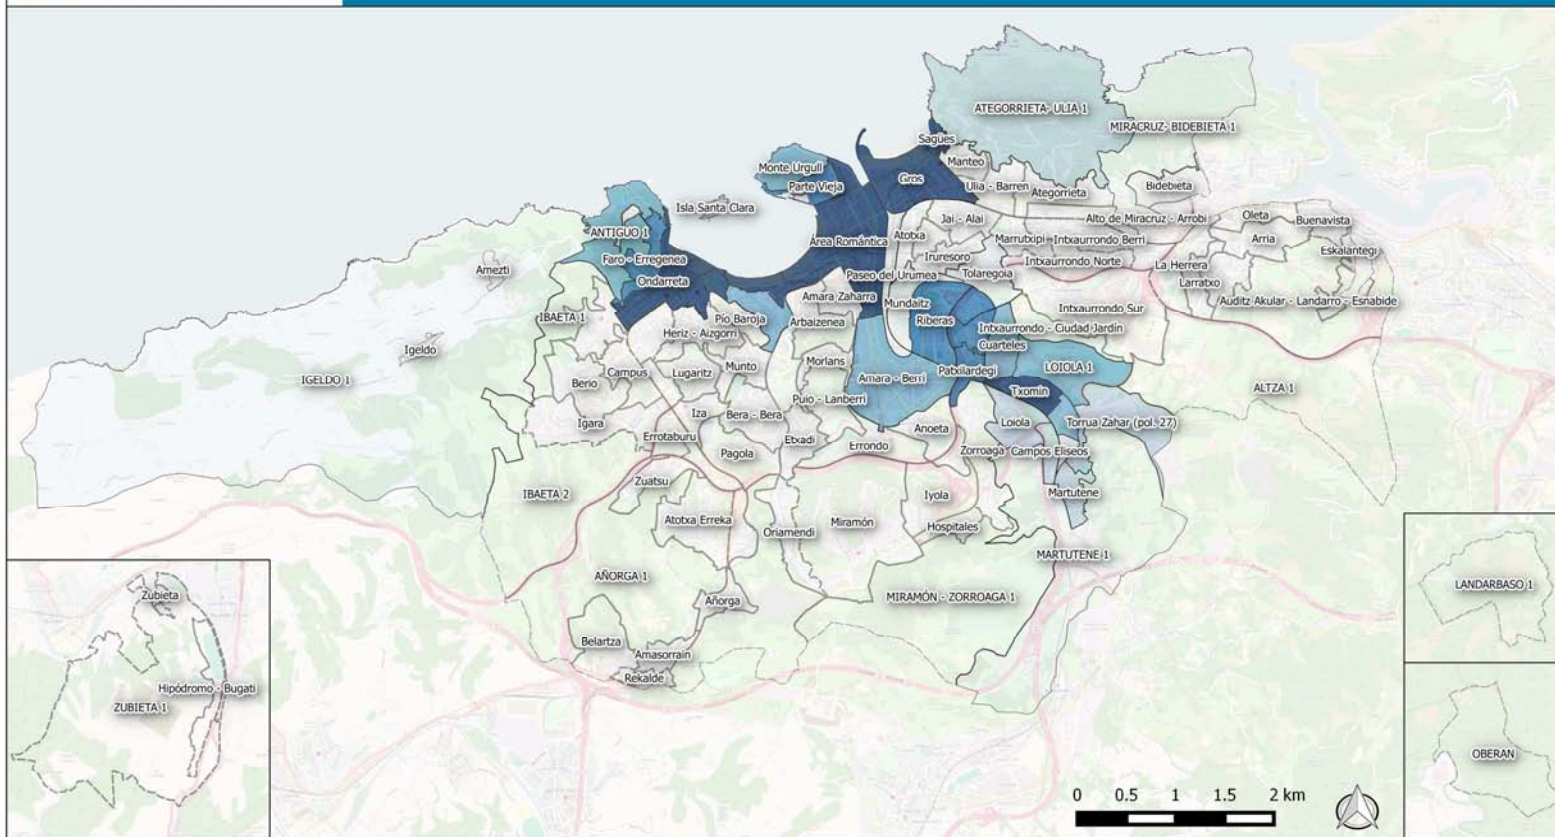 ATEGORRIETA- ULIA 1
MIRACRUZ- BIDEBIETA 1
Sagües
Manteo
Monte Urgull
Parte Vieja
Gros
Ulia - Barren
Ategorrieta
Bidebieta
Isla Santa Clara
Jai - Alai
Alto de Miracruz - Arrobi
Oleta
Buenavista
ANTIGUO 1
Área Romántica
Atotxa
Marrutxipi
Intxaurrondo Berri
Arria
Eskalantegi
Faro - Erregenea
Iruresoro
Intxaurrondo Norte
La Herrera
Amezti
Ondarreta
Paseo del Urumea
Tolaregoia
Larratxo
Amara Zaharra
Mundaitz
Intxaurrondo Sur
Auditz Akular - Landarro - Esnabide
IBAETA 1
Pío Baroja
Arbaizenea
Riberas
Intxaurrondo - Ciudad Jardín
Heriz - Aizgorri
Cuarteles
Igeldo
Morlans
IGELDO 1
Campus
Lugaritz
Munto
Amara - Berri
Patxilardegi
LOIOLA 1
Berio
Txomin
ALTZA 1
Puio - Lanberri
Igara
Iza
Bera - Bera
Anoeta
Loiola
Torrua Zahar (pol. 27)
Errotaburu
Etxadi
Errondo
Pagola
Zorroaga
Campos Eliseos
Zuatsu
IBAETA 2
Iyola
Martutene
Atotxa Erreka
Oriamendi
Miramón
Hospitales
MARTUTENE 1
AÑORGA 1
Añorga
MIRAMÓN - ZORROAGA 1
Belartza
Amasorrain
Rekalde
Zubieta
Hipódromo - Bugati
ZUBIETA 1
LANDARBASO 1
OBERAN
0 0.5 1 1.5 2 km